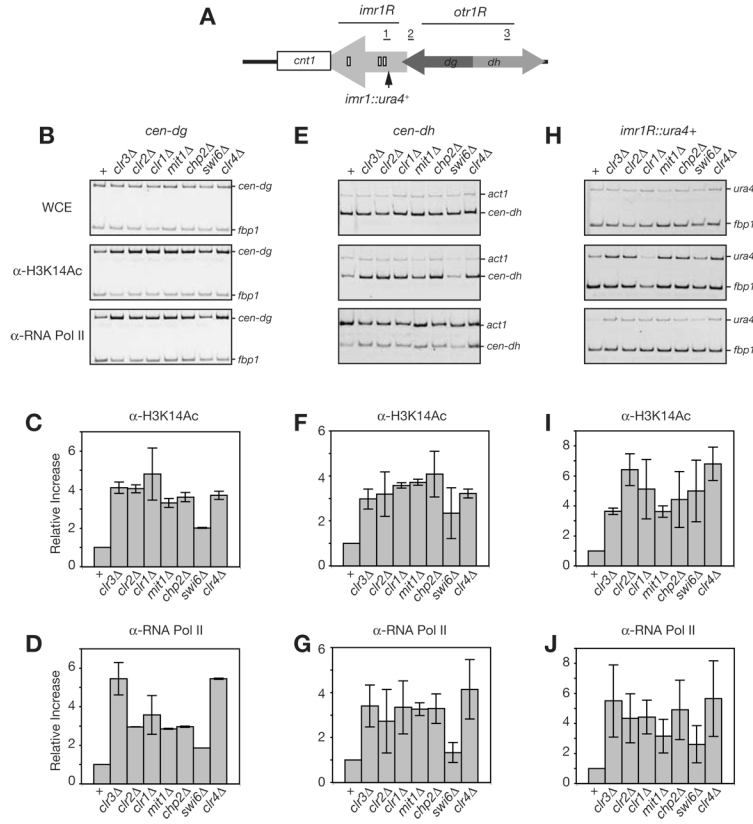 A
imr1R
otr1R
1
2
3
cnt1
dg
dh
imr1::ura4+
B
cen-dg
+ clr3Δ clr2Δ clr1Δ mit1Δ chp2Δ swi6Δ clr4Δ
WCE
cen-dg
fbp1
α-H3K14Ac
cen-dg
fbp1
α-RNA Pol II
cen-dg
fbp1
E
cen-dh
+ clr3Δ clr2Δ clr1Δ mit1Δ chp2Δ swi6Δ clr4Δ
act1
cen-dh
act1
cen-dh
act1
cen-dh
H
imr1R::ura4+
+ clr3Δ clr2Δ clr1Δ mit1Δ chp2Δ swi6Δ clr4Δ
ura4
fbp1
ura4
fbp1
ura4
fbp1
C
α-H3K14Ac
Relative Increase
6
4
2
0
+ clr3Δ clr2Δ clr1Δ mit1Δ chp2Δ swi6Δ clr4Δ
F
α-H3K14Ac
6
4
2
0
+ clr3Δ clr2Δ clr1Δ mit1Δ chp2Δ swi6Δ clr4Δ
I
α-H3K14Ac
8
6
4
2
0
+ clr3Δ clr2Δ clr1Δ mit1Δ chp2Δ swi6Δ clr4Δ
D
α-RNA Pol II
Relative Increase
6
4
2
0
+ clr3Δ clr2Δ clr1Δ mit1Δ chp2Δ swi6Δ clr4Δ
G
α-RNA Pol II
6
4
2
0
+ clr3Δ clr2Δ clr1Δ mit1Δ chp2Δ swi6Δ clr4Δ
J
α-RNA Pol II
8
6
4
2
0
+ clr3Δ clr2Δ clr1Δ mit1Δ chp2Δ swi6Δ clr4Δ